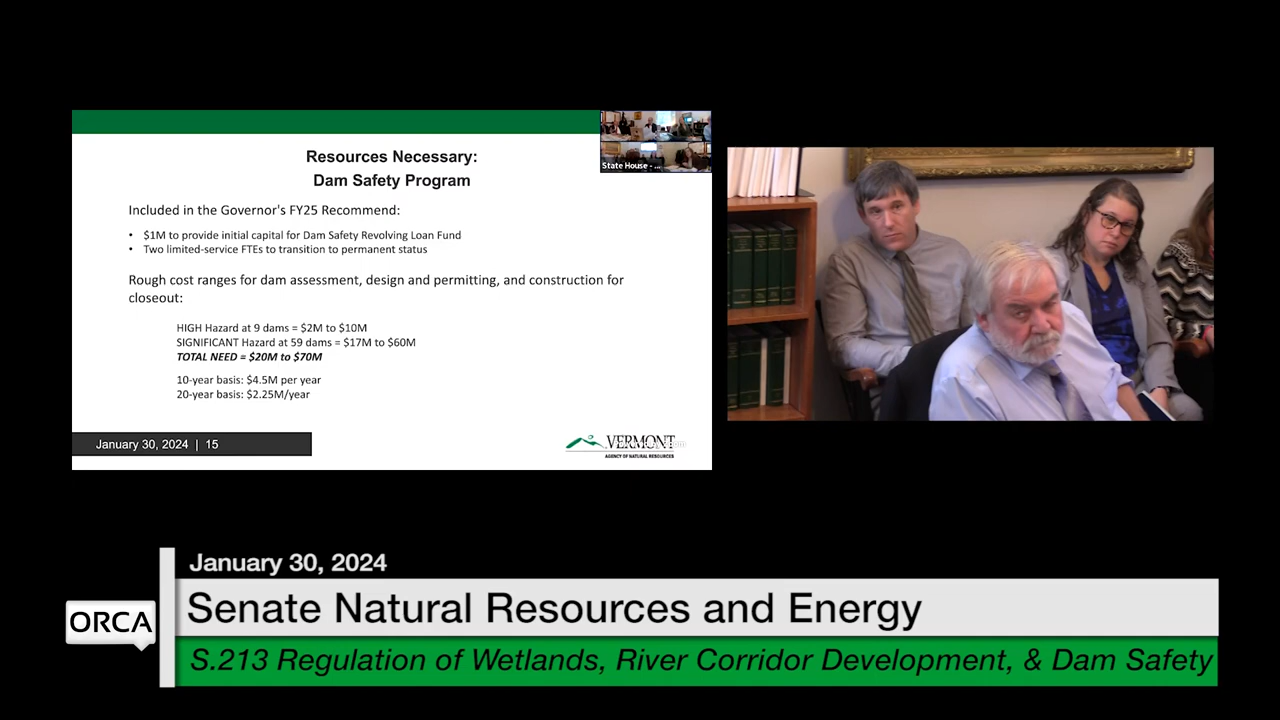 Resources Necessary:
Dam Safety Program
State House - ...
Included in the Governor's FY25 Recommend:
• $1M to provide initial capital for Dam Safety Revolving Loan Fund
• Two limited-service FTEs to transition to permanent status
Rough cost ranges for dam assessment, design and permitting, and construction for
closeout:
HIGH Hazard at 9 dams = $2M to $10M
SIGNIFICANT Hazard at 59 dams = $17M to $60M
TOTAL NEED = $20M to $70M
10-year basis: $4.5M per year
20-year basis: $2.25M/year
January 30, 2024 | 15
VERMONT
AGENCY OF NATURAL RESOURCES
January 30, 2024
ORCA
Senate Natural Resources and Energy
S.213 Regulation of Wetlands, River Corridor Development, & Dam Safety